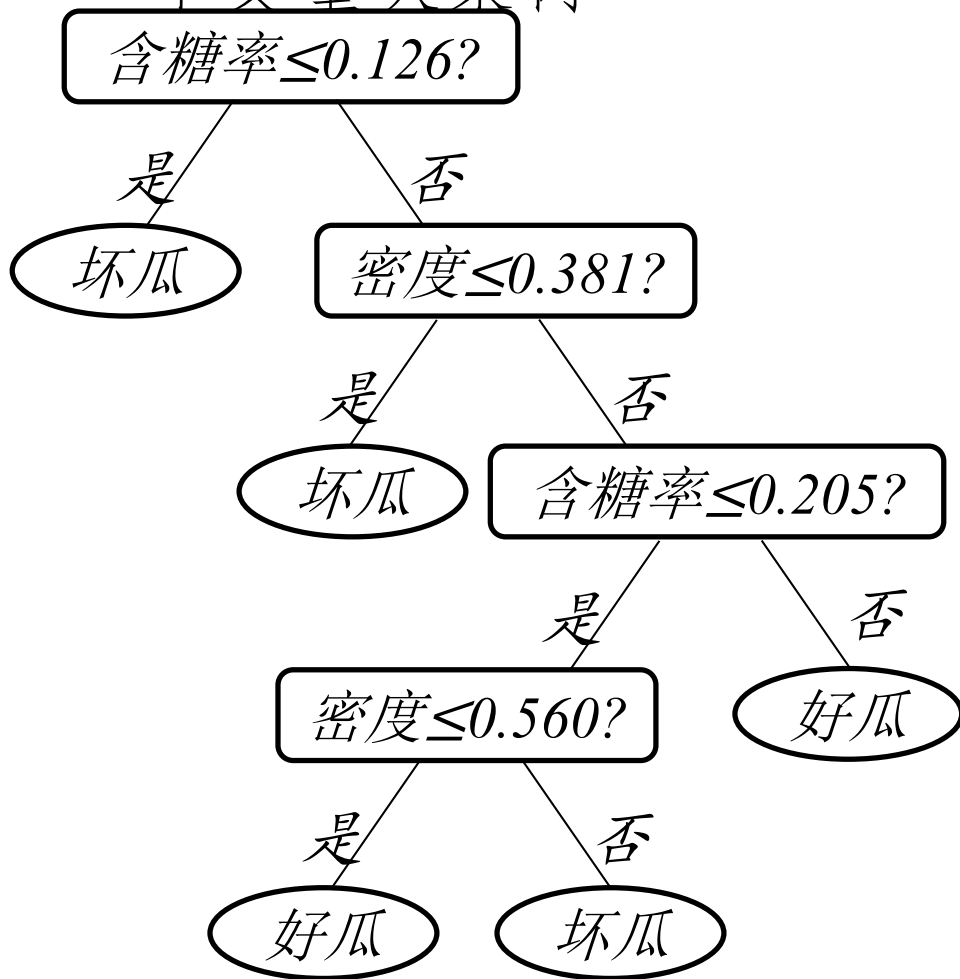 含糖率≤0.126?
是
否
坏瓜
密度≤0.381?
是
否
坏瓜
含糖率≤0.205?
是
否
密度≤0.560?
好瓜
是
否
好瓜
坏瓜